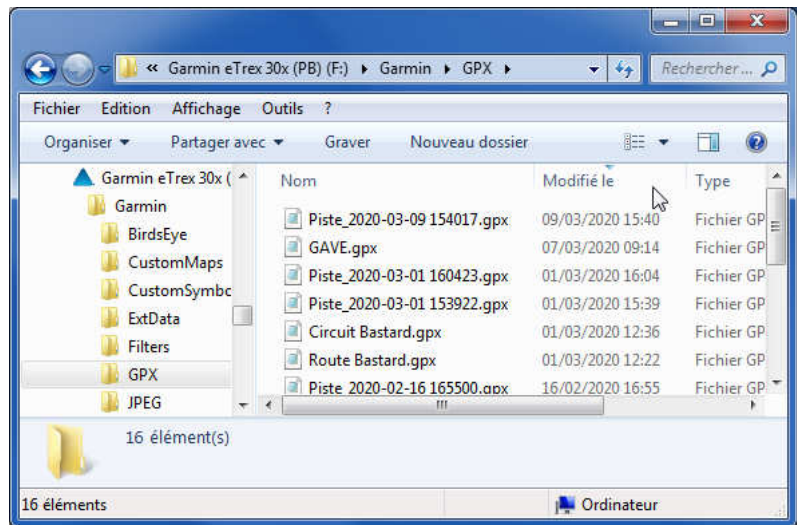 « Garmin eTrex 30x (PB) (F:) Garmin GPX Rechercher ...
Fichier Edition Affichage Outils ?
Organiser Partager avec Graver Nouveau dossier
Garmin eTrex 30x (
Garmin
BirdsEye
CustomMaps
CustomSymbc
ExtData
Filters
GPX
JPEG
Nom Modifié le Type
Piste_2020-03-09 154017.gpx 09/03/2020 15:40 Fichier GP
GAVE.gpx 07/03/2020 09:14 Fichier GP
Piste_2020-03-01 160423.gpx 01/03/2020 16:04 Fichier GP
Piste_2020-03-01 153922.gpx 01/03/2020 15:39 Fichier GP
Circuit Bastard.gpx 01/03/2020 12:36 Fichier GP
Route Bastard.gpx 01/03/2020 12:22 Fichier GP
Piste_2020-02-16 165500.gpx 16/02/2020 16:55 Fichier GP
16 élément(s)
16 éléments Ordinateur